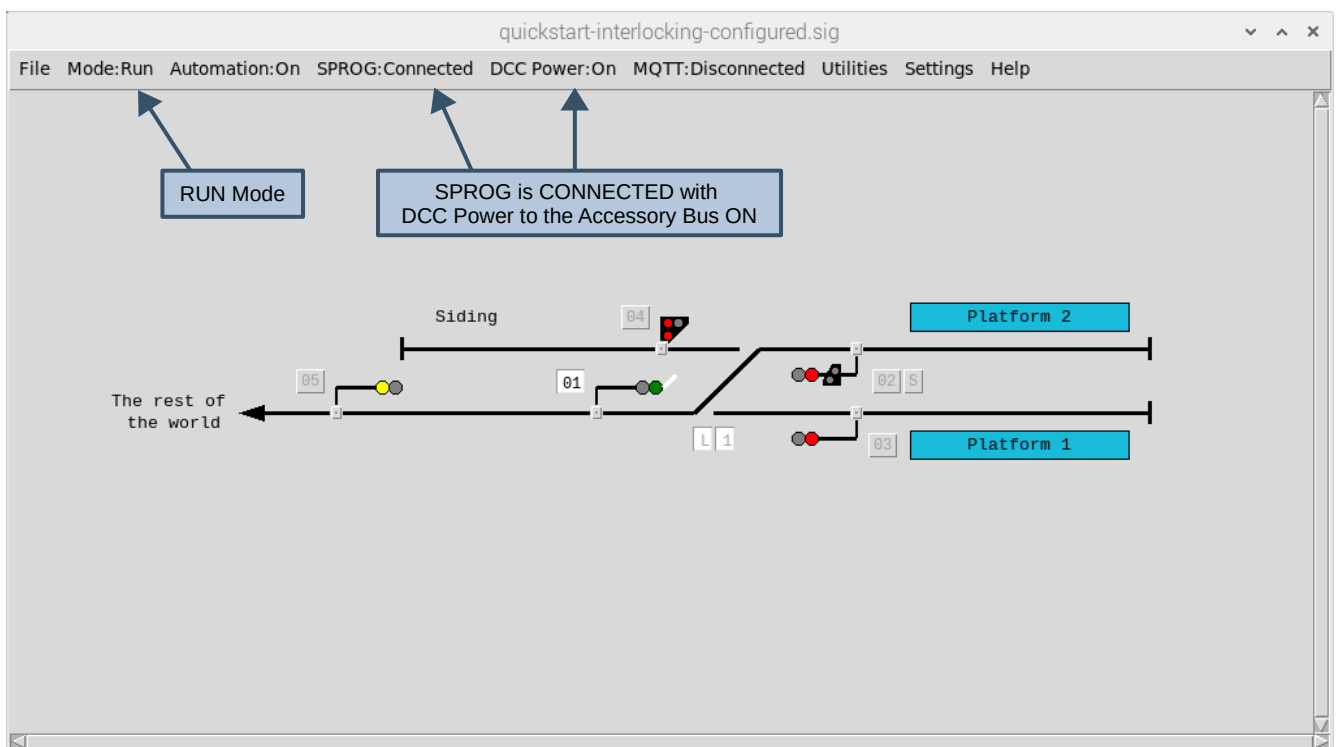 quickstart-interlocking-configured.sig
File Mode:Run Automation:On SPROG:Connected DCC Power:On MQTT:Disconnected Utilities Settings Help
RUN Mode
SPROG is CONNECTED with
DCC Power to the Accessory Bus ON
Siding
04
Platform 2
05
01
02 S
The rest of
the world
L 1
03
Platform 1